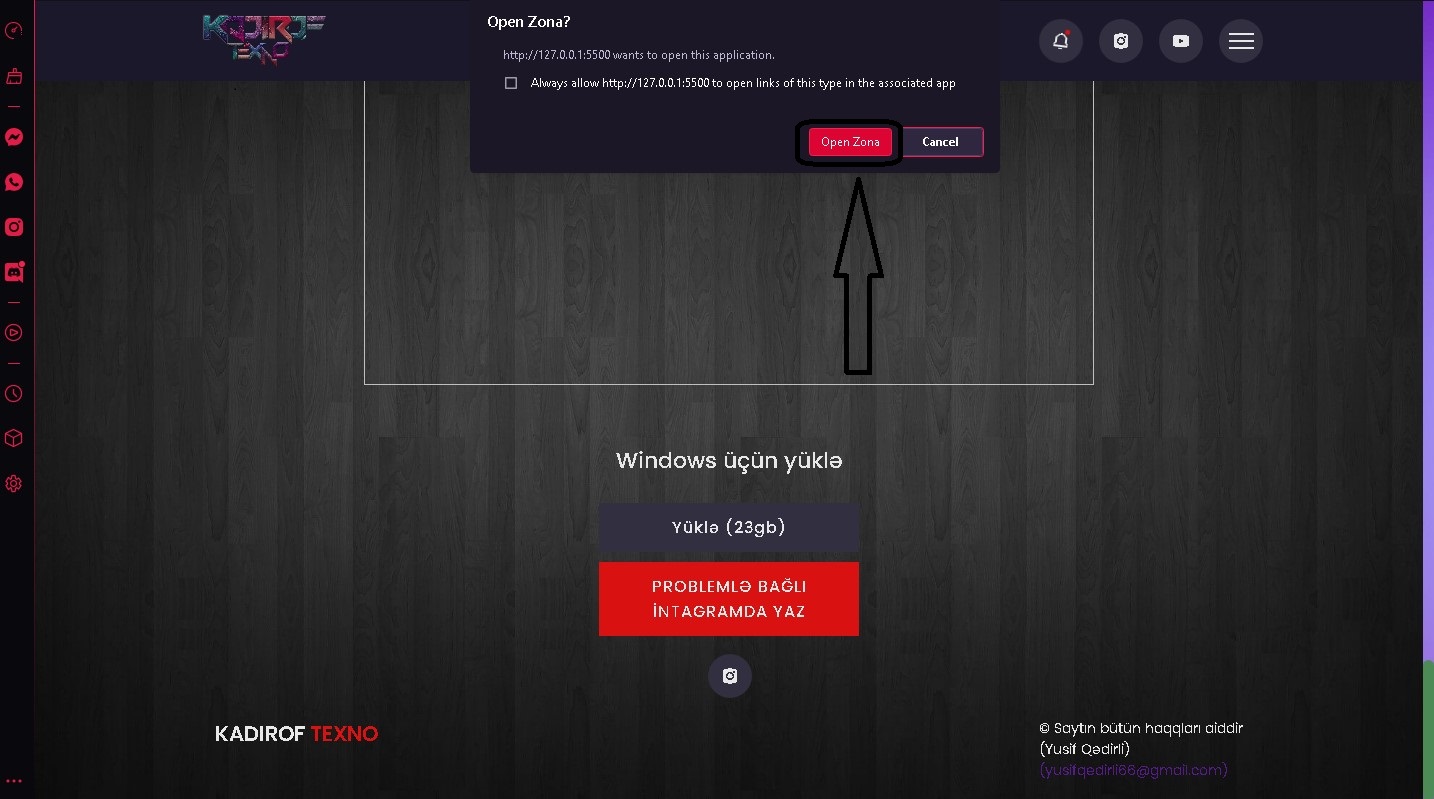 KADIROF
TEXNO
Open Zona?
http://127.0.0.1:5500 wants to open this application.
Always allow http://127.0.0.1:5500 to open links of this type in the associated app
Open Zona
Cancel
Windows üçün yüklə
Yüklə (23gb)
PROBLEMLƏ BAĞLI
İNTAGRAMDA YAZ
KADIROF TEXNO
© Saytın bütün haqqları aiddir
(Yusif Qədirli)
(yusifqedirli66@gmail.com)